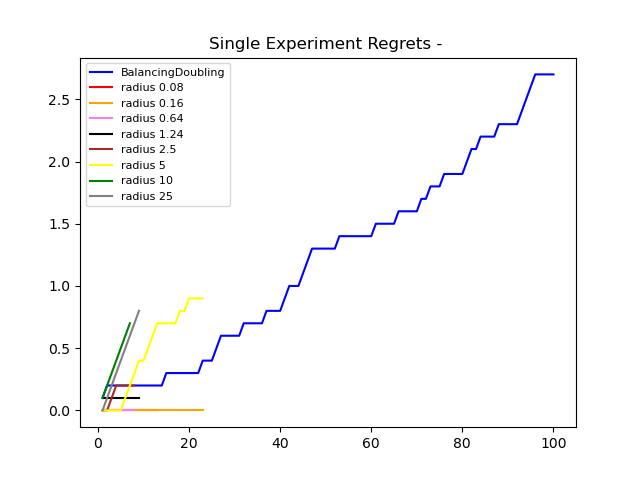 Single Experiment Regrets -
BalancingDoubling
radius 0.08
radius 0.16
radius 0.64
radius 1.24
radius 2.5
radius 5
radius 10
radius 25
2.5
2.0
1.5
1.0
0.5
0.0
0 20 40 60 80 100